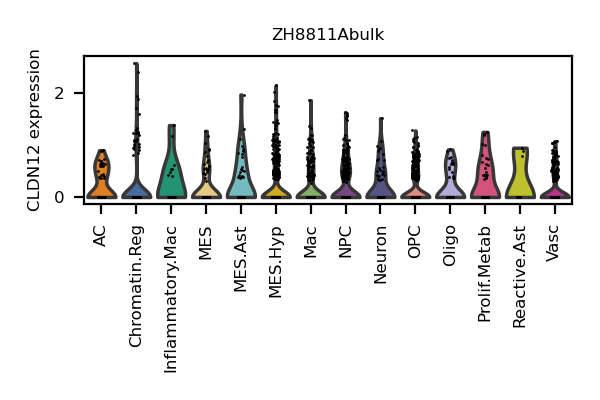 ZH8811Abulk
CLDN12 expression
2
0
AC
Chromatin.Reg
Inflammatory.Mac
MES
MES.Ast
MES.Hyp
Mac
NPC
Neuron
OPC
Oligo
Prolif.Metab
Reactive.Ast
Vasc